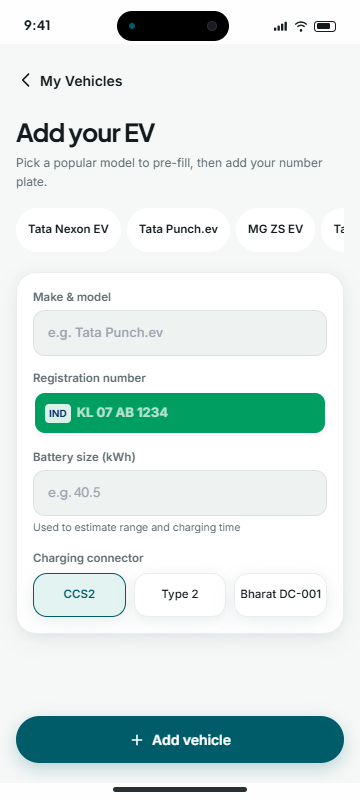 9:41
My Vehicles
Add your EV
Pick a popular model to pre-fill, then add your number
plate.
Tata Nexon EV
Tata Punch.ev
MG ZS EV
Make & model
e.g. Tata Punch.ev
Registration number
IND KL 07 AB 1234
Battery size (kWh)
e.g. 40.5
Used to estimate range and charging time
Charging connector
CCS2
Type 2
Bharat DC-001
+ Add vehicle